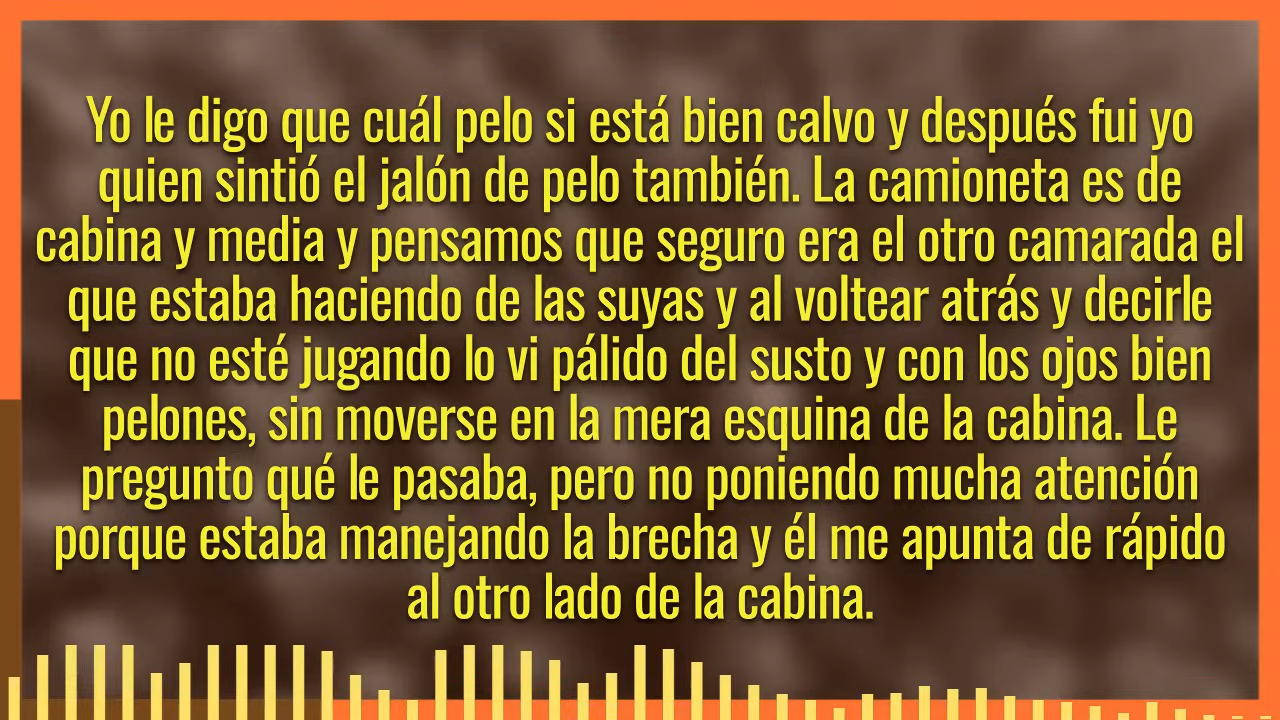 Yo le digo que cuál pelo si está bien calvo y después fui yo
quien sintió el jalón de pelo también. La camioneta es de
cabina y media y pensamos que seguro era el otro camarada el
que estaba haciendo de las suyas y al voltear atrás y decirle
que no esté jugando lo vi pálido del susto y con los ojos bien
pelones, sin moverse en la mera esquina de la cabina. Le
pregunto qué le pasaba, pero no poniendo mucha atención
porque estaba manejando la brecha y él me apunta de rápido
al otro lado de la cabina.